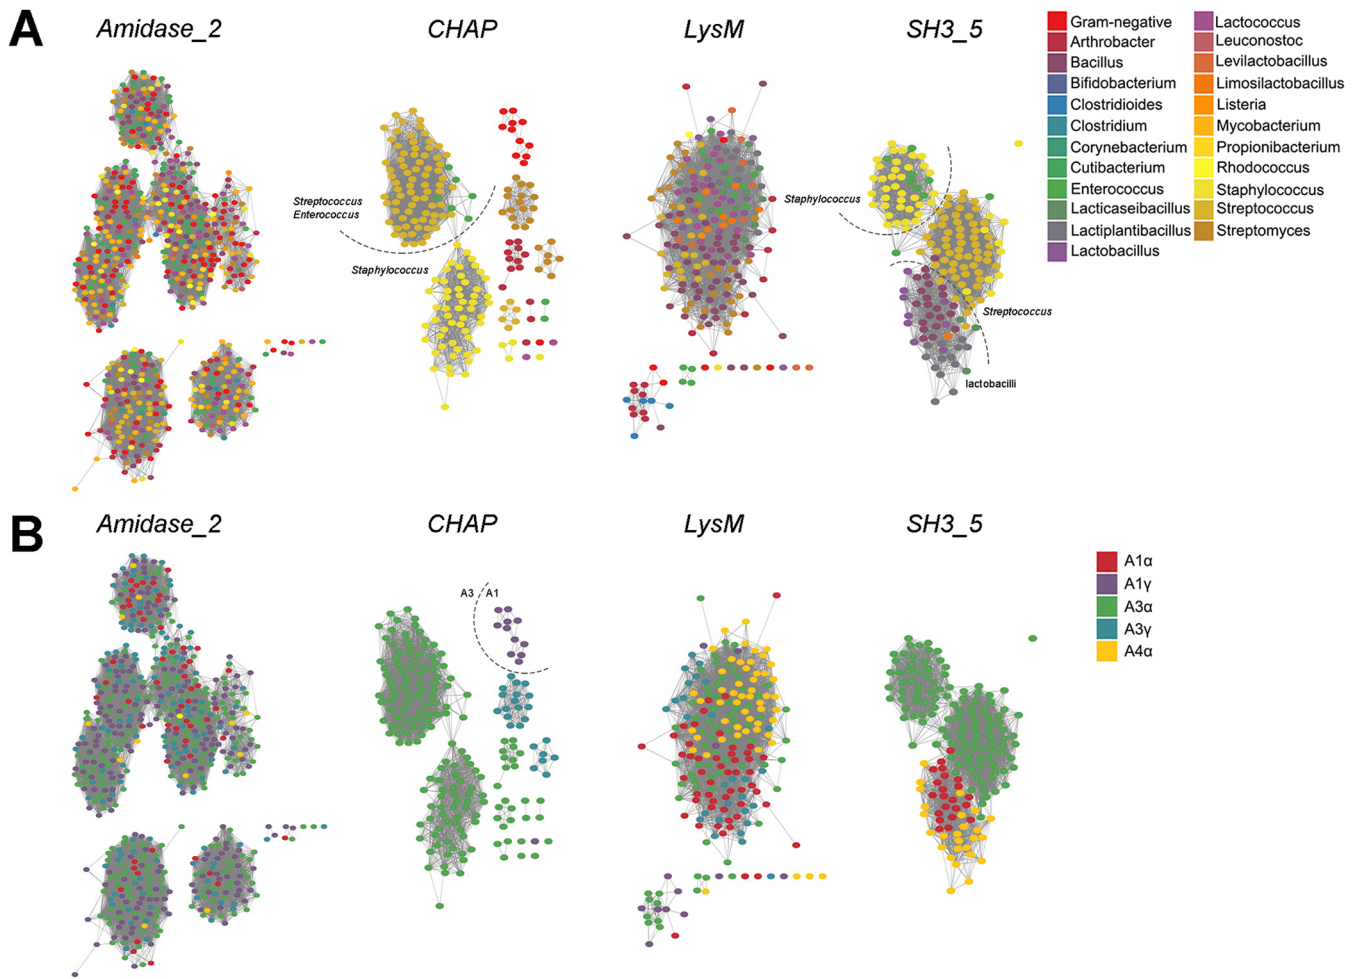 A
Amidase_2
CHAP
LysM
SH3_5
Gram-negative
Arthrobacter
Bacillus
Bifidobacterium
Clostridioides
Clostridium
Corynebacterium
Cutibacterium
Enterococcus
Lacticaseibacillus
Lactiplantibacillus
Lactobacillus
Lactococcus
Leuconostoc
Levilactobacillus
Limosilactobacillus
Listeria
Mycobacterium
Propionibacterium
Rhodococcus
Staphylococcus
Streptococcus
Streptomyces
Streptococcus
Enterococcus
Staphylococcus
Staphylococcus
Streptococcus
lactobacilli
B
Amidase_2
CHAP
LysM
SH3_5
A3
A1
A1α
A1γ
A3α
A3γ
A4α